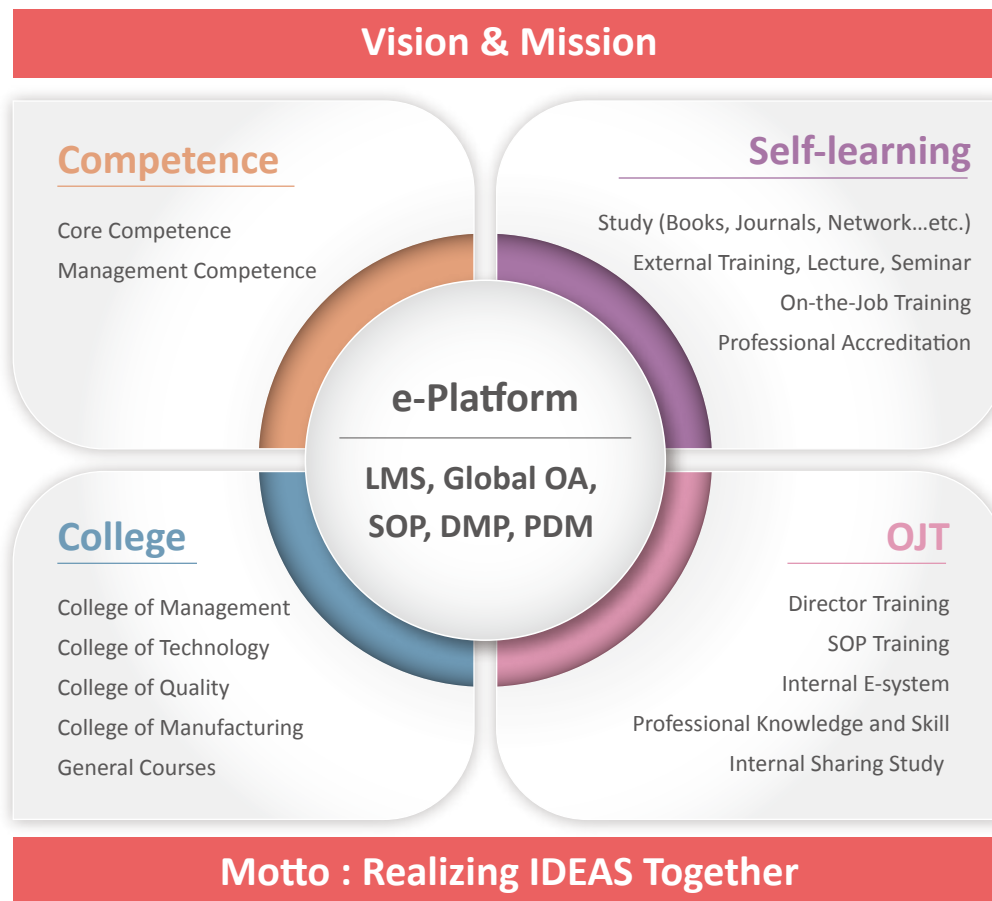 Vision & Mission
Competence
Core Competence
Management Competence
Self-learning
Study (Books, Journals, Network…etc.)
External Training, Lecture, Seminar
On-the-Job Training
Professional Accreditation
e-Platform
LMS, Global OA,
SOP, DMP, PDM
College
College of Management
College of Technology
College of Quality
College of Manufacturing
General Courses
OJT
Director Training
SOP Training
Internal E-system
Professional Knowledge and Skill
Internal Sharing Study
Motto : Realizing IDEAS Together